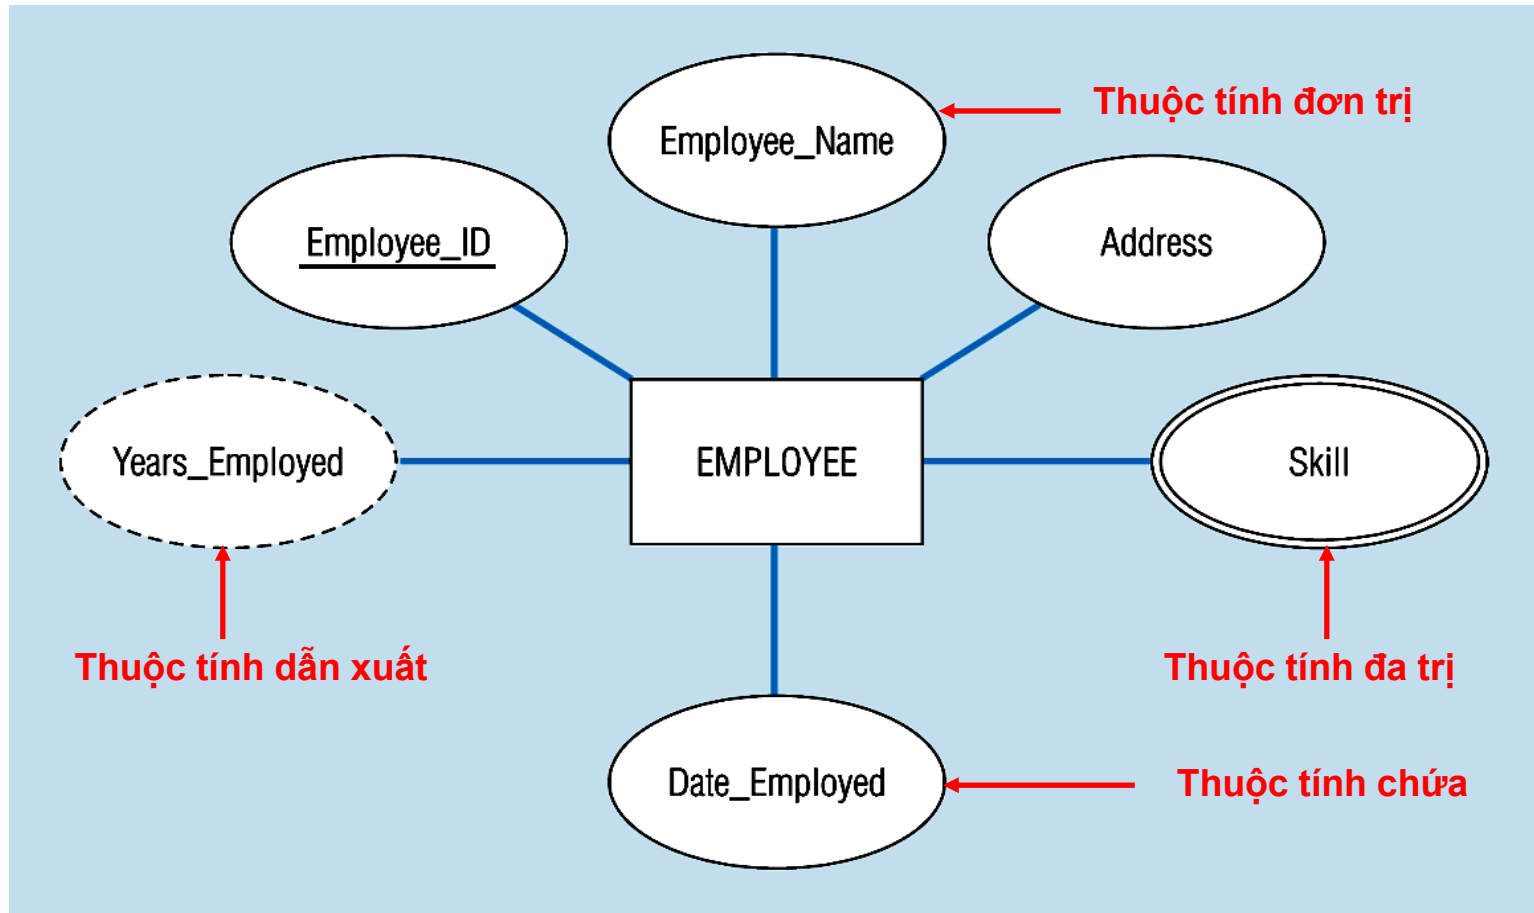 Thuộc tính đơn trị
Employee_Name
Employee_ID
Address
Years_Employed
EMPLOYEE
Skill
Thuộc tính dẫn xuất
Thuộc tính đa trị
Date_Employed
Thuộc tính chứa